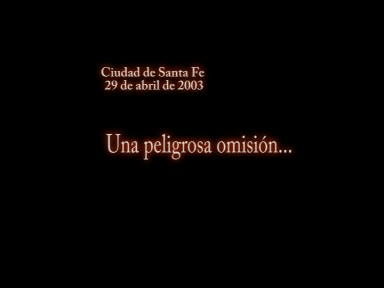 Ciudad de Santa Fe
29 de abril de 2003
Una peligrosa omisión...